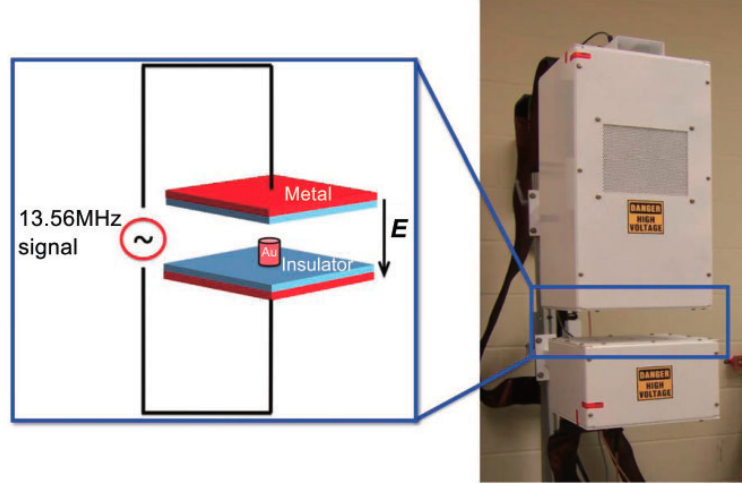 13.56MHz
signal
~
Metal
E
Au
Insulator
DANGER
HIGH
VOLTAGE
DANGER
HIGH
VOLTAGE